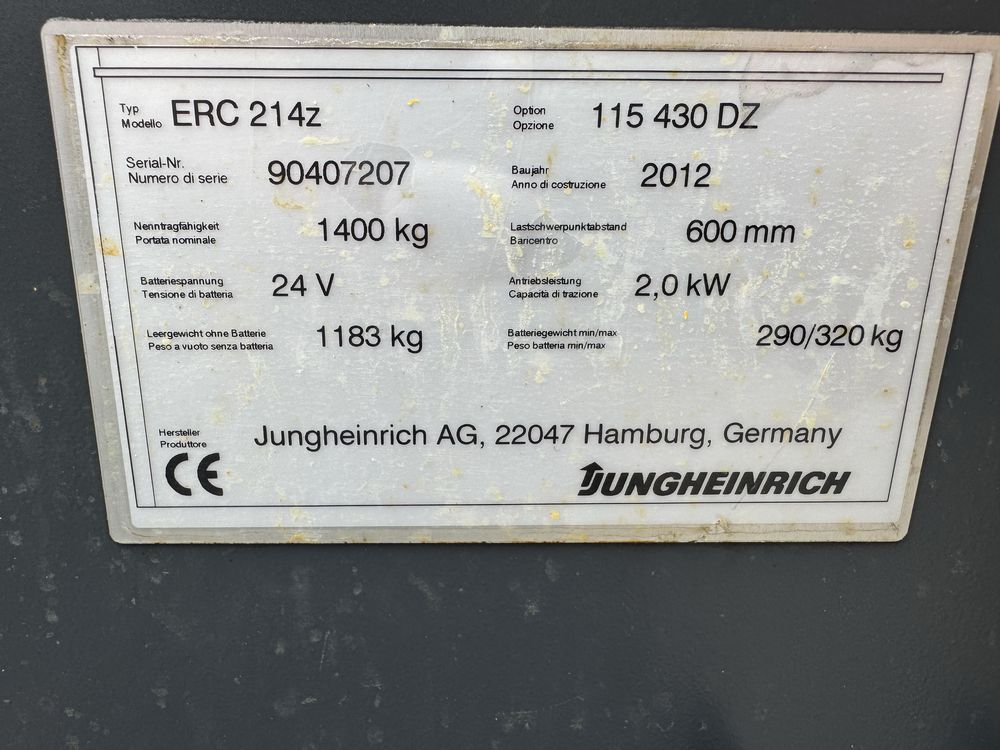 Typ Modello ERC 214z Option Opzione 115 430 DZ
Serial-Nr. Numero di serie 90407207 Baujahr Anno di costruzione 2012
Nenntragfähigkeit Portata nominale 1400 kg Lastschwerpunktabstand Baricentro 600 mm
Batteriespannung Tensione di batteria 24 V Antriebsleistung Capacità di trazione 2,0 kW
Leergewicht ohne Batterie Peso a vuoto senza batteria 1183 kg Batteriegewicht min/max Peso batteria min/max 290/320 kg
Hersteller Produttore Jungheinrich AG, 22047 Hamburg, Germany
CE JUNGHEINRICH